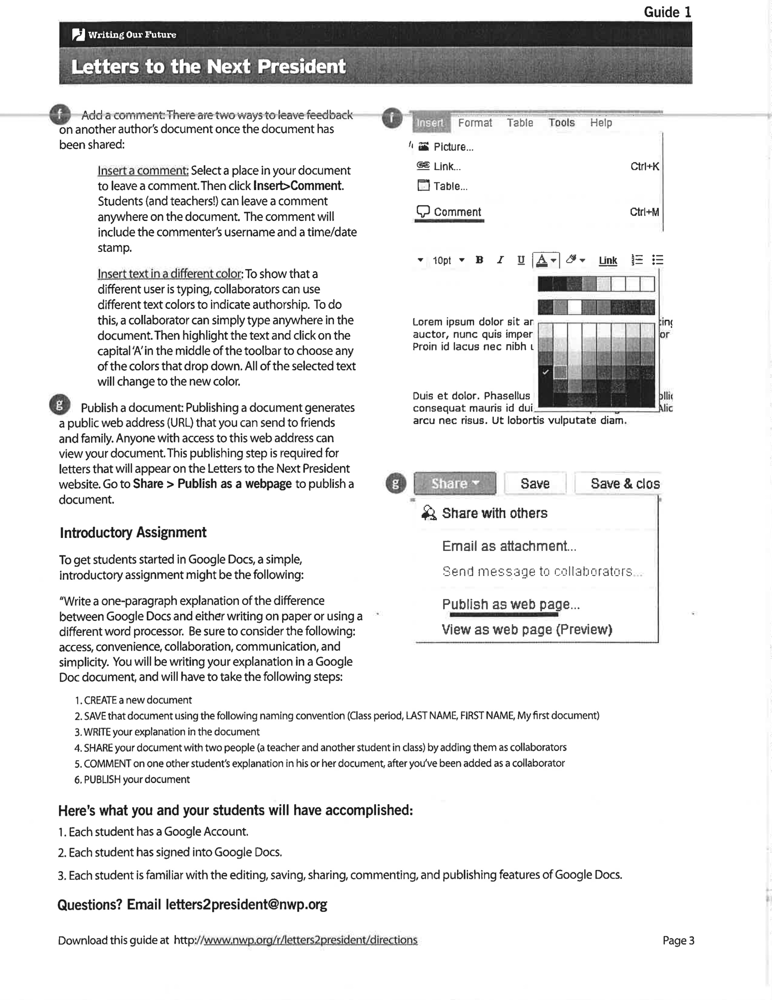 Guide 1
Writing Our Future
Letters to the Next President
f Add a comment: There are two ways to leave feedback
on another author's document once the document has
been shared:
Insert a comment: Select a place in your document
to leave a comment. Then click Insert>Comment.
Students (and teachers!) can leave a comment
anywhere on the document. The comment will
include the commenter's username and a time/date
stamp.
Insert text in a different color: To show that a
different user is typing, collaborators can use
different text colors to indicate authorship. To do
this, a collaborator can simply type anywhere in the
document. Then highlight the text and click on the
capital 'A' in the middle of the toolbar to choose any
of the colors that drop down. All of the selected text
will change to the new color.
g Publish a document: Publishing a document generates
a public web address (URL) that you can send to friends
and family. Anyone with access to this web address can
view your document. This publishing step is required for
letters that will appear on the Letters to the Next President
website. Go to Share > Publish as a webpage to publish a
document.
f
Insert Format Table Tools Help
Picture...
Link... Ctrl+K
Table...
Comment Ctrl+M
10pt B I U A Link
Lorem ipsum dolor sit
auctor, nunc quis imper or
Proin id lacus nec nibh
Duis et dolor. Phasellus
consequat mauris id dui
arcu nec risus. Ut lobortis vulputate diam.
g
Share Save Save & clos
Share with others
Email as attachment...
Send message to collaborators...
Publish as web page...
View as web page (Preview)
Introductory Assignment
To get students started in Google Docs, a simple,
introductory assignment might be the following:
"Write a one-paragraph explanation of the difference
between Google Docs and either writing on paper or using a
different word processor. Be sure to consider the following:
access, convenience, collaboration, communication, and
simplicity. You will be writing your explanation in a Google
Doc document, and will have to take the following steps:
1. CREATE a new document
2. SAVE that document using the following naming convention (Class period, LAST NAME, FIRST NAME, My first document)
3. WRITE your explanation in the document
4. SHARE your document with two people (a teacher and another student in class) by adding them as collaborators
5. COMMENT on one other student's explanation in his or her document, after you've been added as a collaborator
6. PUBLISH your document
Here's what you and your students will have accomplished:
1. Each student has a Google Account.
2. Each student has signed into Google Docs.
3. Each student is familiar with the editing, saving, sharing, commenting, and publishing features of Google Docs.
Questions? Email letters2president@nwp.org
Download this guide at http://www.nwp.org/r/letters2president/directions
Page 3